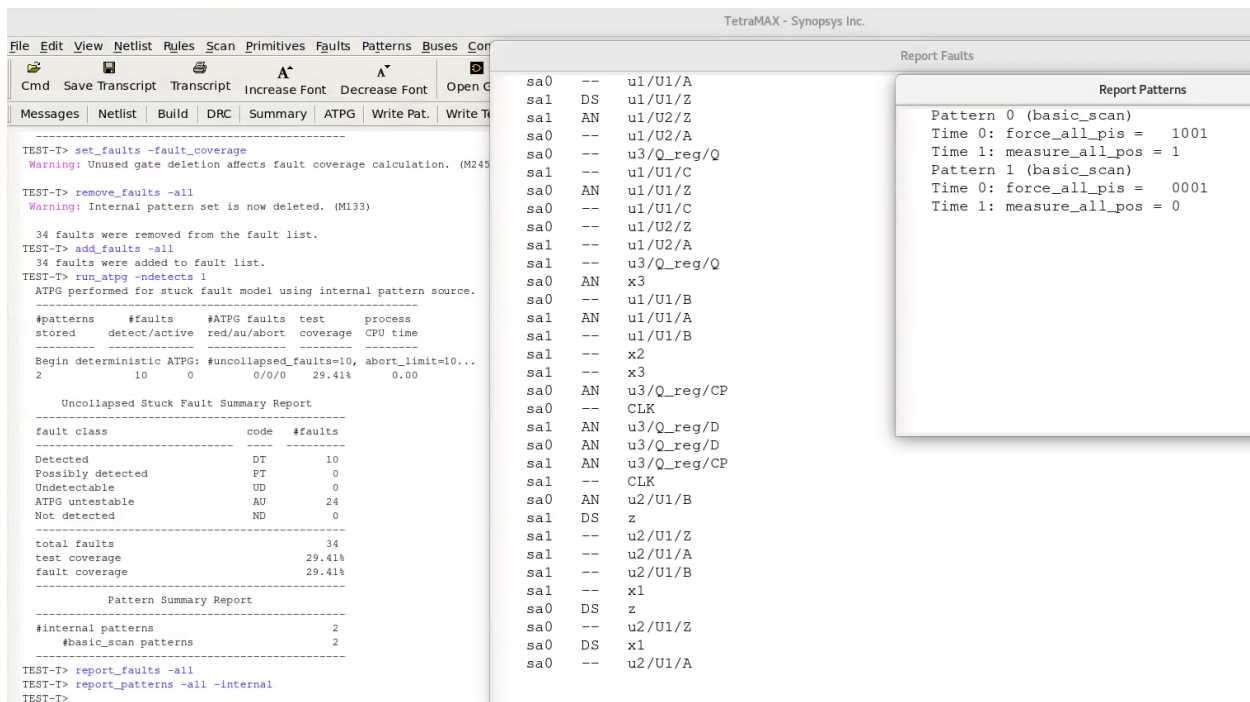 TetraMAX - Synopsys Inc.
File Edit View Netlist Rules Scan Primitives Faults Patterns Buses
Cmd Save Transcript Transcript Increase Font Decrease Font Open
Messages Netlist Build DRC Summary ATPG Write Pat. Write
TEST-T> set_faults -fault_coverage
Warning: Unused gate deletion affects fault coverage calculation. (M245
TEST-T> remove_faults -all
Warning: Internal pattern set is now deleted. (M133)
34 faults were removed from the fault list.
TEST-T> add_faults -all
34 faults were added to fault list.
TEST-T> run_atpg -ndetects 1
ATPG performed for stuck fault model using internal pattern source.
#patterns #faults #ATPG faults test process
stored detect/active red/au/abort coverage CPU time
Begin deterministic ATPG: #uncollapsed_faults=10, abort_limit=10...
2 10 0 0/0/0 29.41% 0.00
Uncollapsed Stuck Fault Summary Report
fault class code #faults
Detected DT 10
Possibly detected PT 0
Undetectable UD 0
ATPG untestable AU 24
Not detected ND 0
total faults 34
test coverage 29.41%
fault coverage 29.41%
Pattern Summary Report
#internal patterns 2
#basic_scan patterns 2
TEST-T> report_faults -all
TEST-T> report_patterns -all -internal
TEST-T>
Report Faults
sa0 -- u1/U1/A
sa1 DS u1/U1/Z
sa1 AN u1/U2/Z
sa0 -- u1/U2/A
sa0 -- u3/Q_reg/Q
sa1 -- u1/U1/C
sa0 AN u1/U1/Z
sa0 -- u1/U1/C
sa0 -- u1/U2/Z
sa1 -- u1/U2/A
sa1 -- u3/Q_reg/Q
sa0 AN x3
sa0 -- u1/U1/B
sa1 AN u1/U1/A
sa1 -- u1/U1/B
sa1 -- x2
sa1 -- x3
sa0 AN u3/Q_reg/CP
sa0 -- CLK
sa1 AN u3/Q_reg/D
sa0 AN u3/Q_reg/D
sa1 AN u3/Q_reg/CP
sa1 -- CLK
sa0 AN u2/U1/B
sa1 DS z
sa1 -- u2/U1/Z
sa1 -- u2/U1/A
sa1 -- u2/U1/B
sa1 -- x1
sa0 DS z
sa0 -- u2/U1/Z
sa0 DS x1
sa0 -- u2/U1/A
Report Patterns
Pattern 0 (basic_scan)
Time 0: force_all_pis = 1001
Time 1: measure_all_pos = 1
Pattern 1 (basic_scan)
Time 0: force_all_pis = 0001
Time 1: measure_all_pos = 0